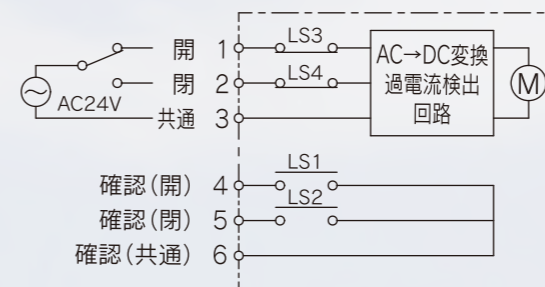 開 1 LS3 AC→DC変換
閉 2 LS4 過電流検出 M
AC24V 回路
共通 3
LS1
確認(開) 4
LS2
確認(閉) 5
確認(共通) 6